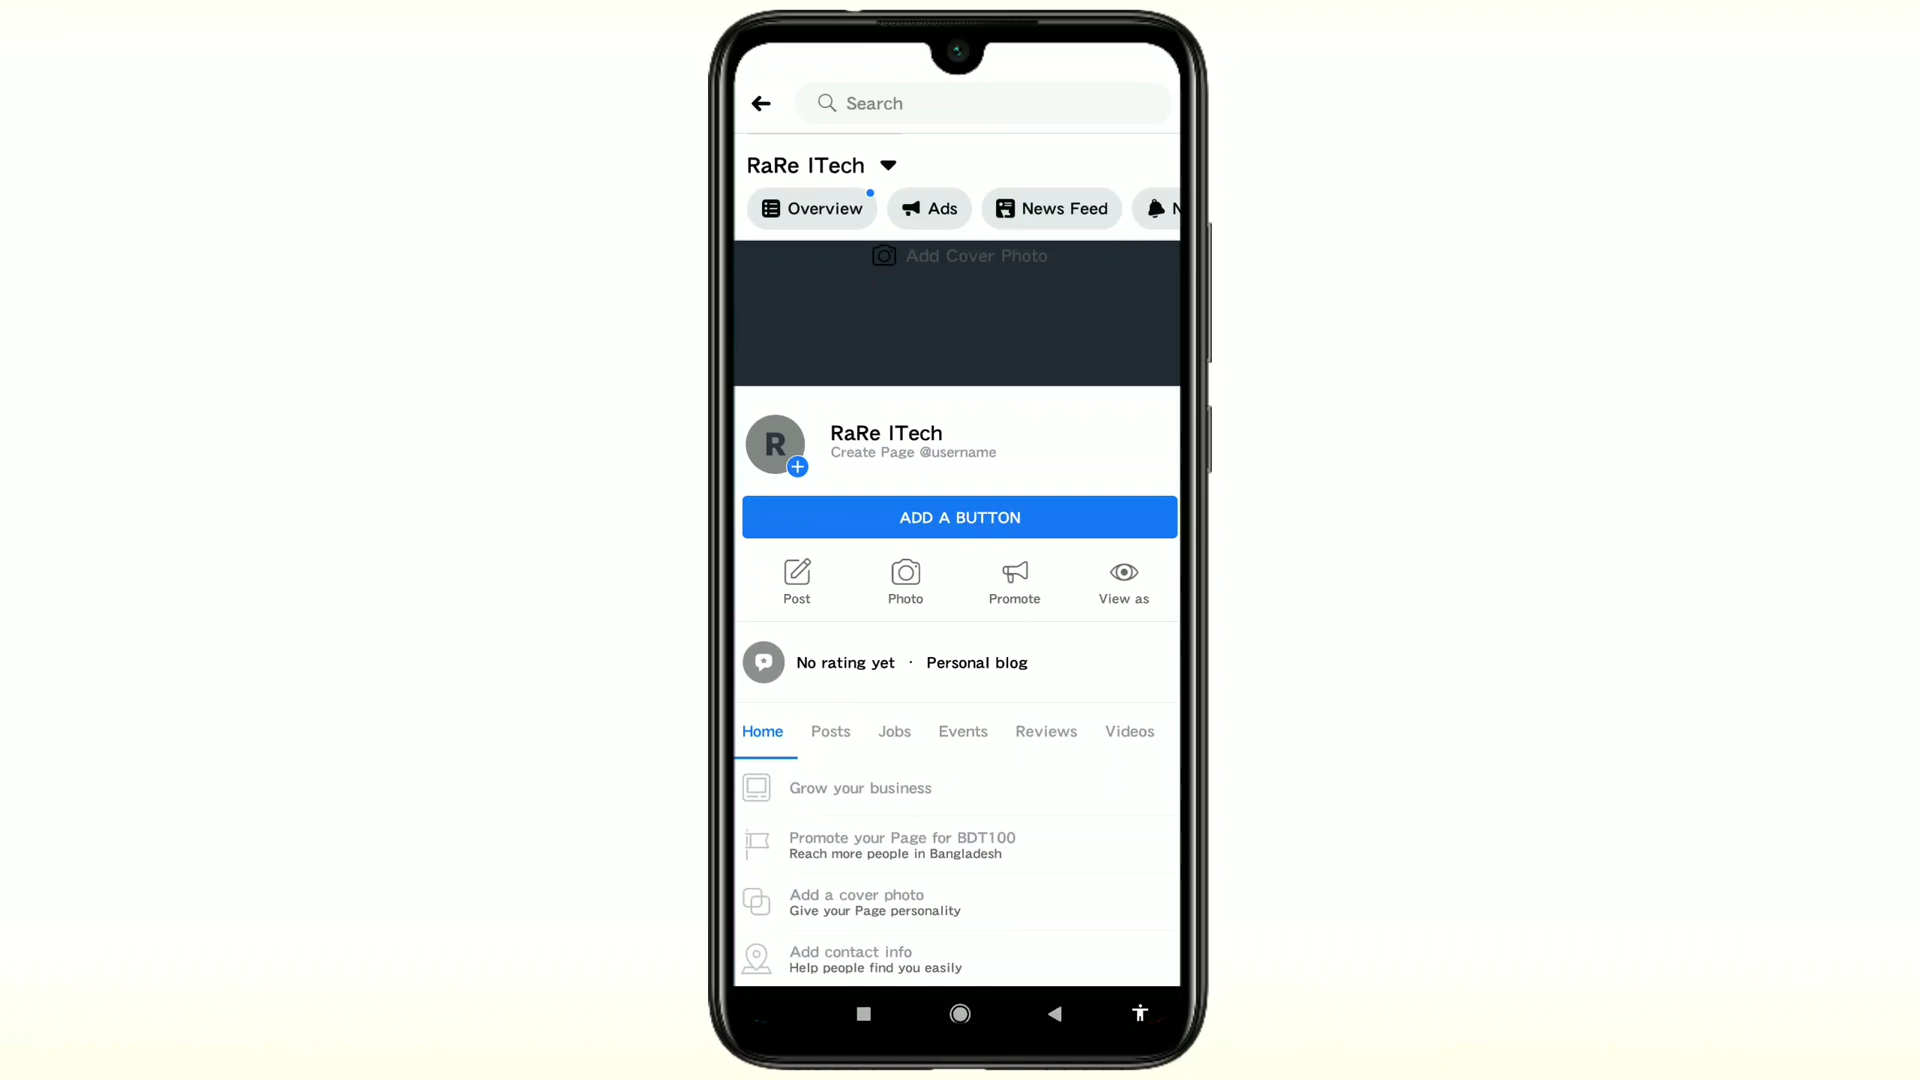 Search
RaRe ITech
Overview
Ads
News Feed
N
Add Cover Photo
R
RaRe ITech
Create Page @username
ADD A BUTTON
Post
Photo
Promote
View as
No rating yet · Personal blog
Home
Posts
Jobs
Events
Reviews
Videos
Grow your business
Promote your Page for BDT100
Reach more people in Bangladesh
Add a cover photo
Give your Page personality
Add contact info
Help people find you easily